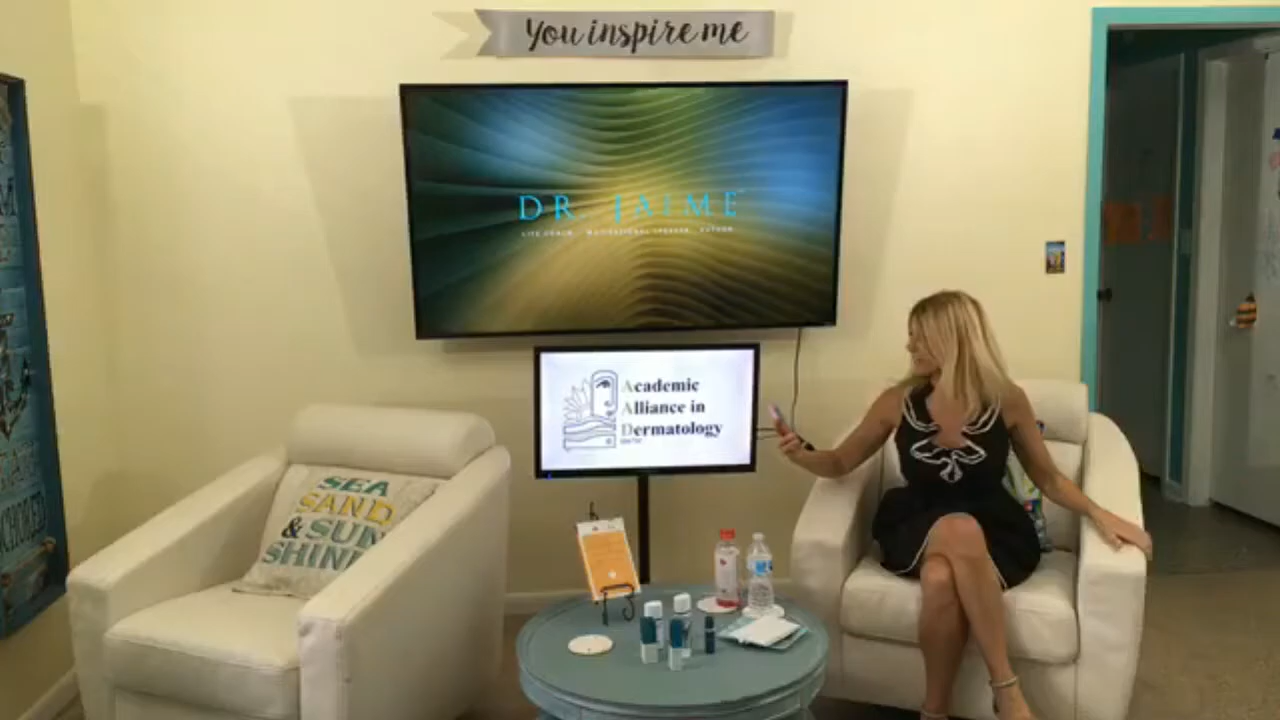 You inspire me
DR. JAIME
LIFE COACH. MOTIVATIONAL SPEAKER. AUTHOR
Academic
Alliance in
Dermatology
SEA
SAND
& SUN
SHINE